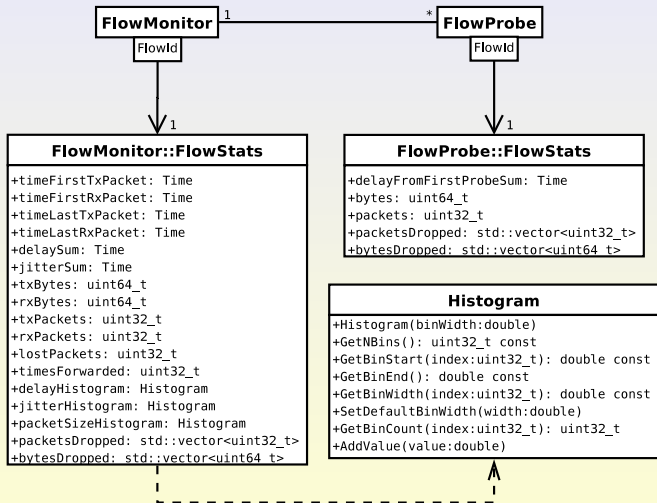 FlowMonitor
1
*
FlowProbe
FlowId
FlowId
1
1
FlowMonitor::FlowStats
+timeFirstTxPacket: Time
+timeFirstRxPacket: Time
+timeLastTxPacket: Time
+timeLastRxPacket: Time
+delaySum: Time
+jitterSum: Time
+txBytes: uint64_t
+rxBytes: uint64_t
+txPackets: uint32_t
+rxPackets: uint32_t
+lostPackets: uint32_t
+timesForwarded: uint32_t
+delayHistogram: Histogram
+jitterHistogram: Histogram
+packetSizeHistogram: Histogram
+packetsDropped: std::vector<uint32_t>
+bytesDropped: std::vector<uint64_t>
FlowProbe::FlowStats
+delayFromFirstProbeSum: Time
+bytes: uint64_t
+packets: uint32_t
+packetsDropped: std::vector<uint32_t>
+bytesDropped: std::vector<uint64_t>
Histogram
+Histogram(binWidth:double)
+GetNBins(): uint32_t const
+GetBinStart(index:uint32_t): double const
+GetBinEnd(): double const
+GetBinWidth(index:uint32_t): double const
+SetDefaultBinWidth(width:double)
+GetBinCount(index:uint32_t): uint32_t
+AddValue(value:double)